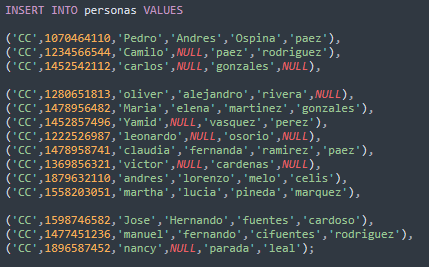 INSERT INTO personas VALUES
('CC',1070464110,'Pedro','Andres','Ospina','paez'),
('CC',1234566544,'Camilo',NULL,'paez','rodriguez'),
('CC',1452542112,'carlos',NULL,'gonzales',NULL),
('CC',1280651813,'oliver','alejandro','rivera',NULL),
('CC',1478956482,'Maria','elena','martinez','gonzales'),
('CC',1452857496,'Yamid',NULL,'vasquez','perez'),
('CC',1222526987,'leonardo',NULL,'osorio',NULL),
('CC',1478958741,'claudia','fernanda','ramirez','paez'),
('CC',1369856321,'victor',NULL,'cardenas',NULL),
('CC',1879632110,'andres','lorenzo','melo','celis'),
('CC',1558203051,'martha','lucia','pineda','marquez'),
('CC',1598746582,'Jose','Hernando','fuentes','cardoso'),
('CC',1477451236,'manuel','fernando','cifuentes','rodriguez'),
('CC',1896587452,'nancy',NULL,'parada','leal');